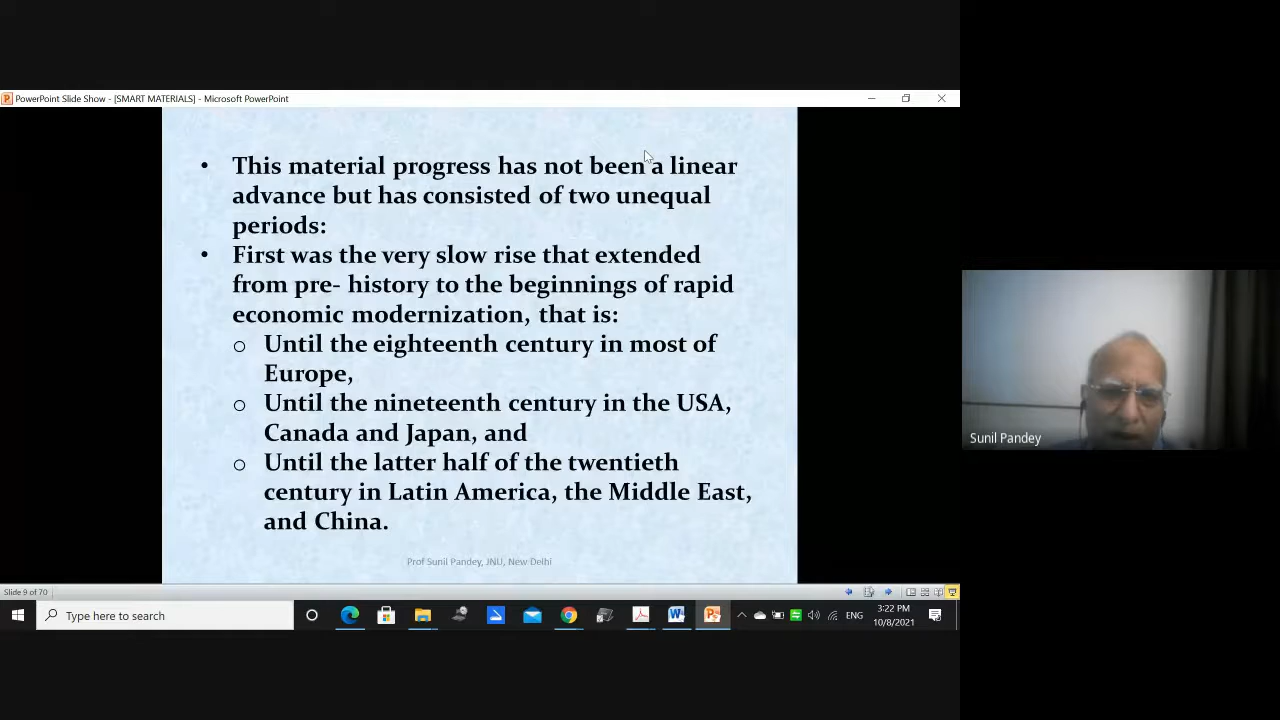 PowerPoint Slide Show - [SMART MATERIALS] - Microsoft PowerPoint
• This material progress has not been a linear
advance but has consisted of two unequal
periods:
• First was the very slow rise that extended
from pre- history to the beginnings of rapid
economic modernization, that is:
o Until the eighteenth century in most of
Europe,
o Until the nineteenth century in the USA,
Canada and Japan, and
o Until the latter half of the twentieth
century in Latin America, the Middle East,
and China.
Prof Sunil Pandey, JNU, New Delhi
Sunil Pandey
Slide 9 of 70
Type here to search
ENG
3:22 PM
10/8/2021